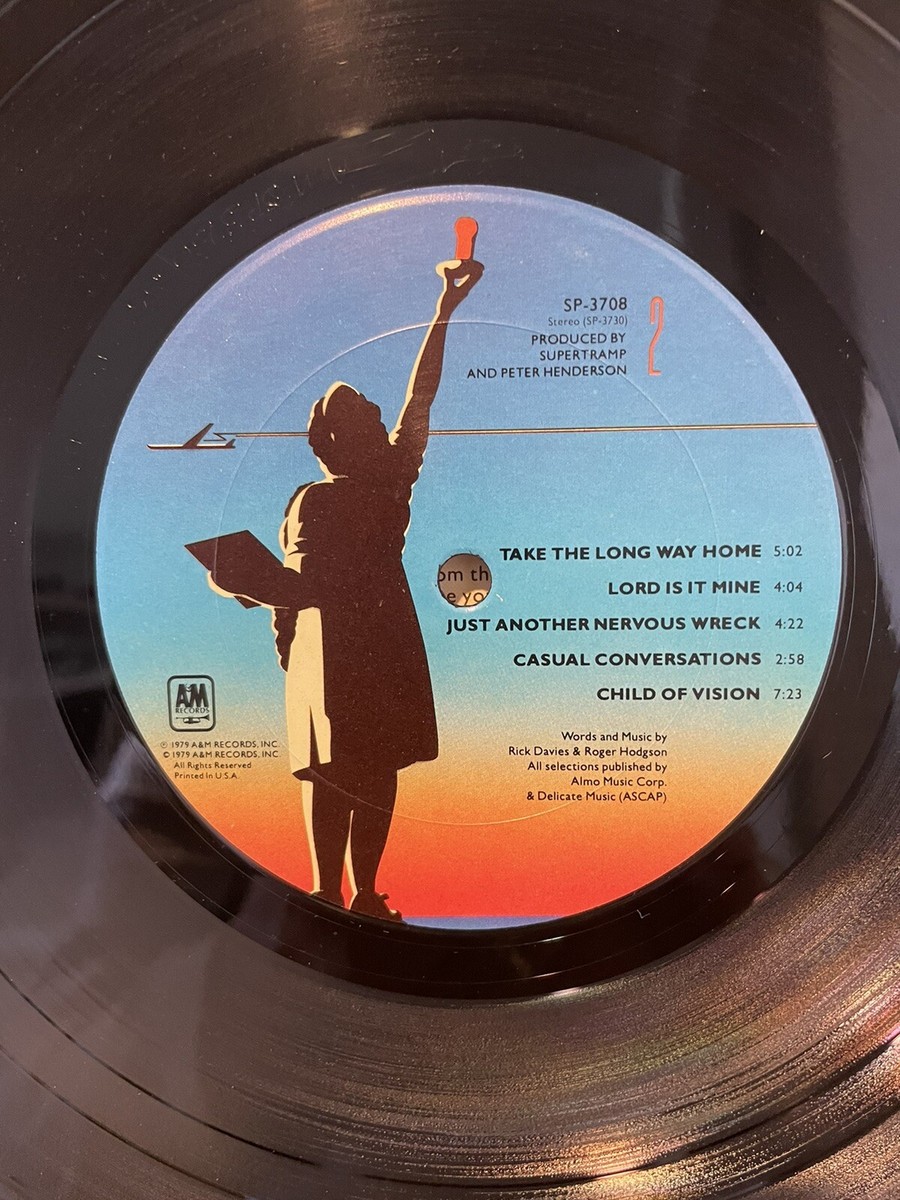 SP-3708
Stereo (SP-3730)
2
PRODUCED BY
SUPERTRAMP
AND PETER HENDERSON
TAKE THE LONG WAY HOME 5:02
LORD IS IT MINE 4:04
JUST ANOTHER NERVOUS WRECK 4:22
CASUAL CONVERSATIONS 2:58
CHILD OF VISION 7:23
om th
e yo
A&M
RECORDS
℗ 1979 A&M RECORDS, INC.
© 1979 A&M RECORDS, INC.
All Rights Reserved
Printed In U.S.A.
Words and Music by
Rick Davies & Roger Hodgson
All selections published by
Almo Music Corp.
& Delicate Music (ASCAP)